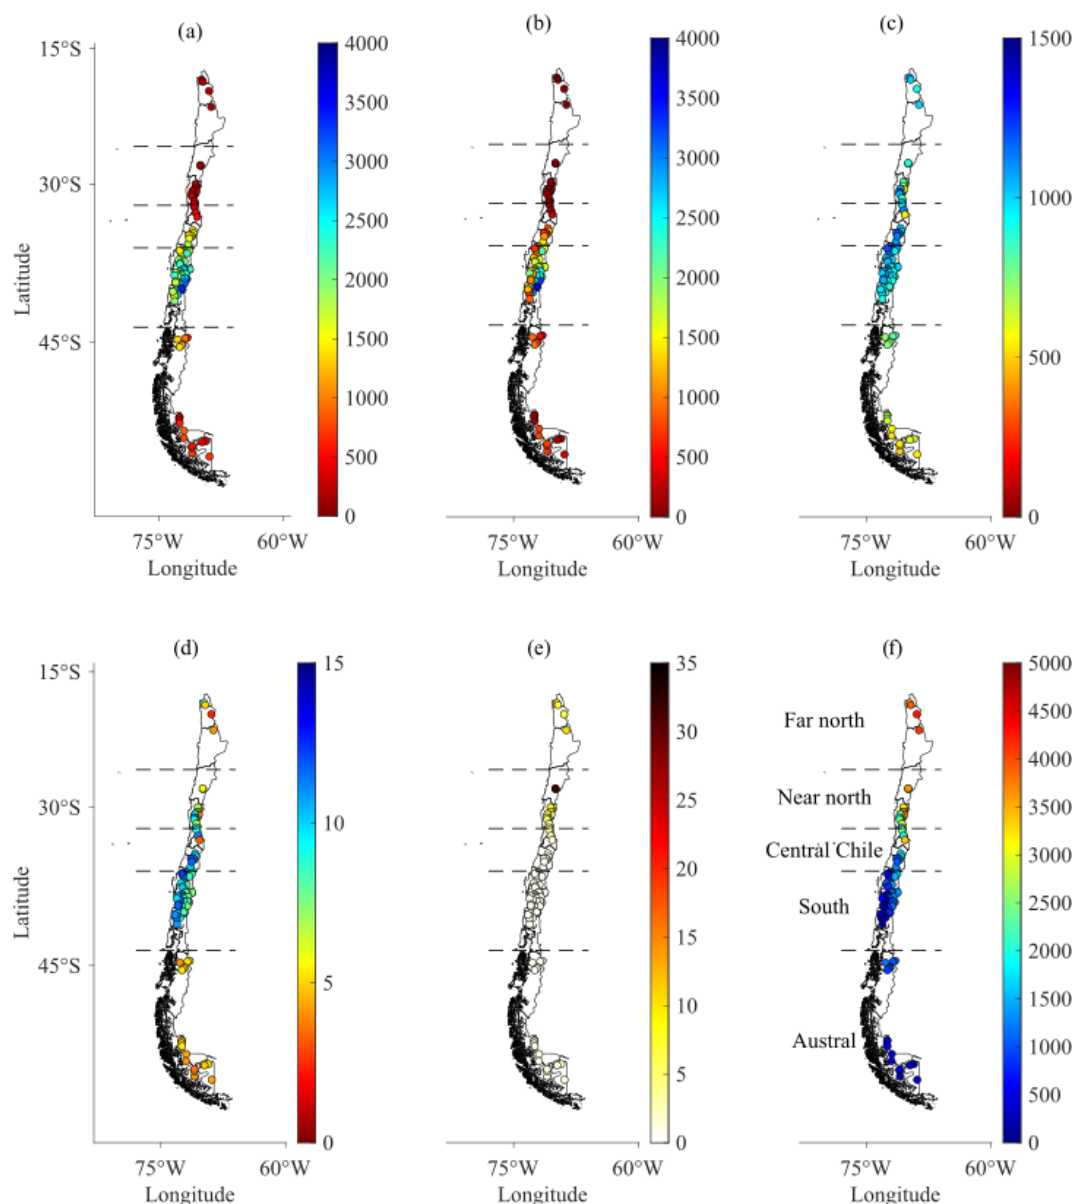 (a)
(b)
(c)
15°S
30°S
45°S
Latitude
4000
3500
3000
2500
2000
1500
1000
500
0
4000
3500
3000
2500
2000
1500
1000
500
0
1500
1000
500
0
75°W 60°W
Longitude
75°W 60°W
Longitude
75°W 60°W
Longitude
(d)
(e)
(f)
15°S
30°S
45°S
Latitude
15
10
5
0
35
30
25
20
15
10
5
0
Far north
Near north
Central Chile
South
Austral
5000
4500
4000
3500
3000
2500
2000
1500
1000
500
0
75°W 60°W
Longitude
75°W 60°W
Longitude
75°W 60°W
Longitude